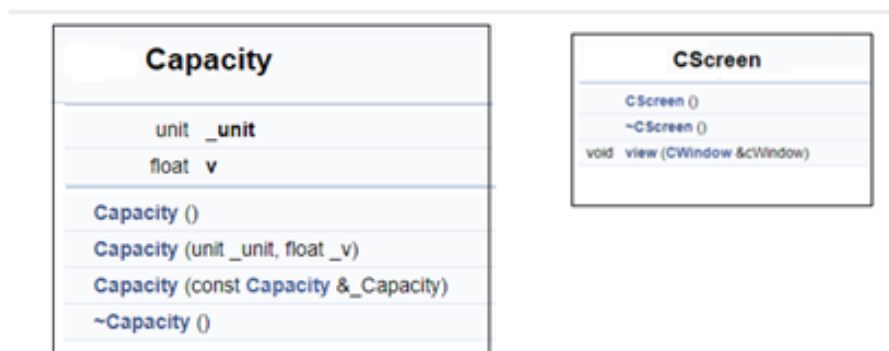 Capacity
unit _unit
float v
Capacity ()
Capacity (unit _unit, float _v)
Capacity (const Capacity &_Capacity)
~Capacity ()
CScreen
CScreen ()
~CScreen ()
void view (CWindow &cWindow)